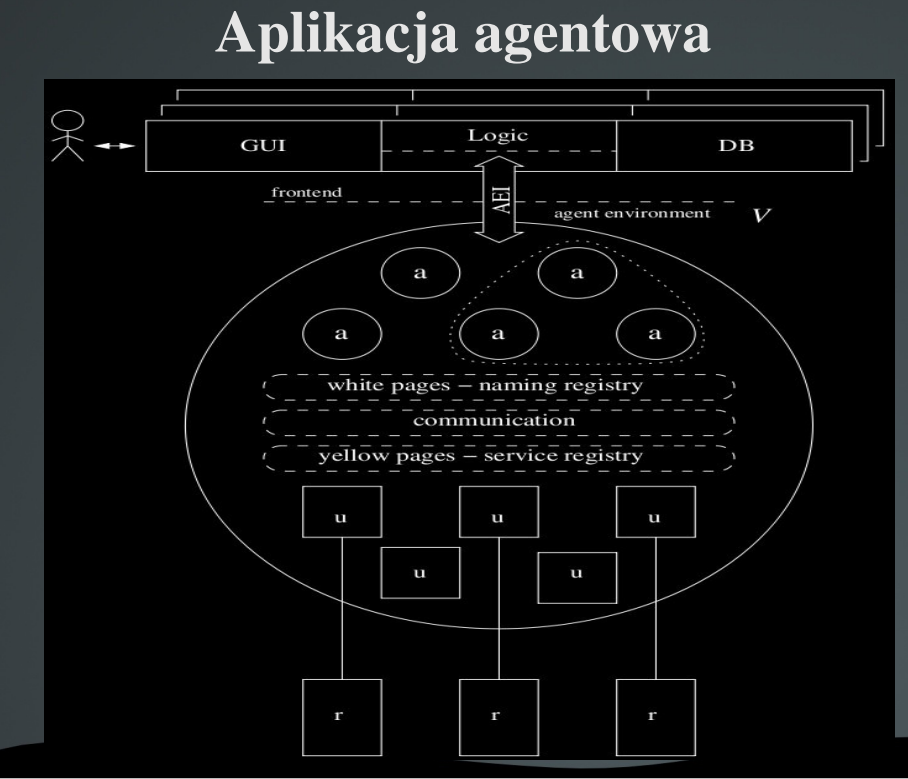 Aplikacja agentowa
GUI
Logic
DB
frontend
AEI
agent environment
V
a
a
a
a
a
white pages – naming registry
communication
yellow pages – service registry
u
u
u
u
u
r
r
r